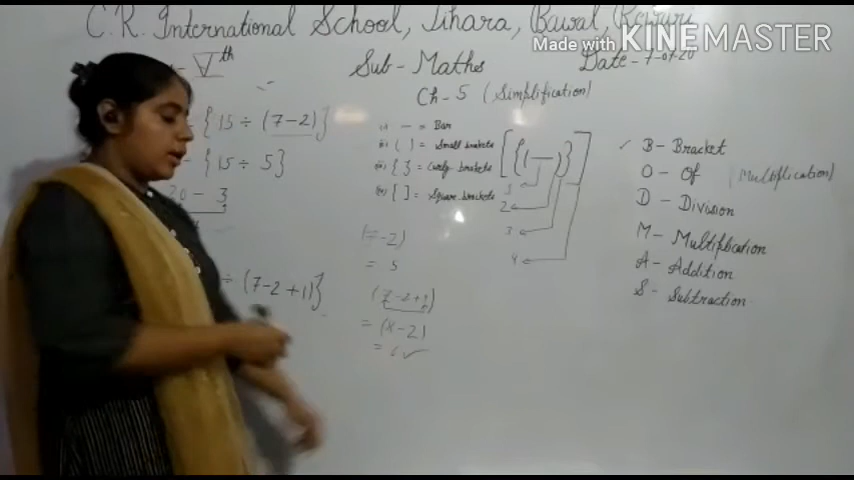 C.R. International School, Jihara, Bawal, Rewari
Made with KINEMASTER
- Vth
Sub - Maths
Date - 7-07-20
Ch - 5 (Simplification)
- {15 ÷ (7-2)}
- {15 ÷ 5}
20 - 3
÷ (7-2+1)}
i) — = Bar
ii) ( ) = Small brackets
iii) { } = Curly brackets
iv) [ ] = Square brackets
[{(—)}]
1
2
3
4
(7-2)
= 5
(7-2+1)
= (8-2)
= 6 ✓
✓ B - Bracket
O - Of (Multiplication)
D - Division
M - Multiplication
A - Addition
S - Subtraction